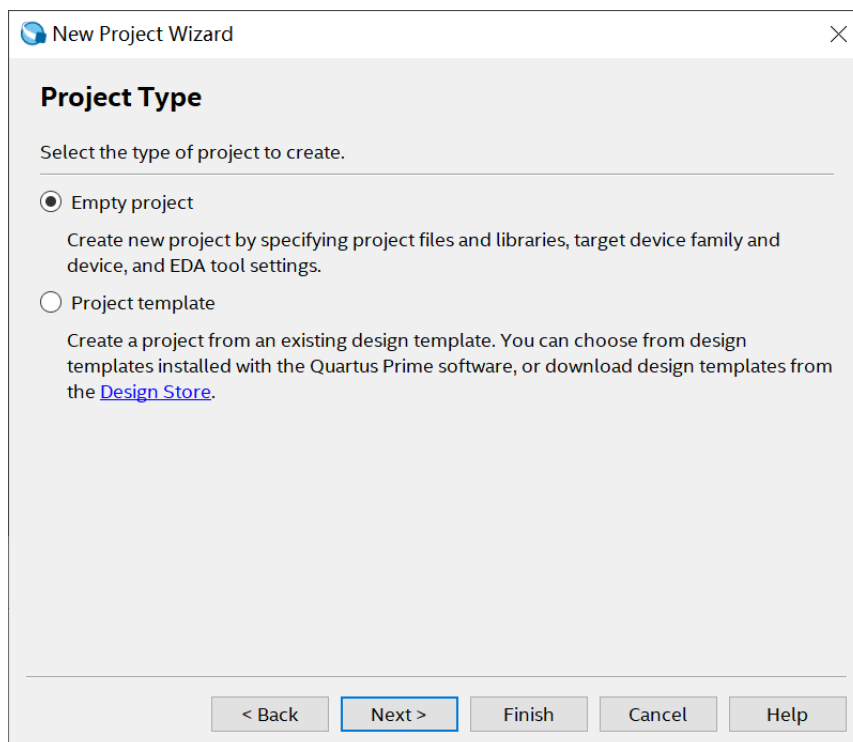 New Project Wizard
Project Type
Select the type of project to create.
Empty project
Create new project by specifying project files and libraries, target device family and
device, and EDA tool settings.
Project template
Create a project from an existing design template. You can choose from design
templates installed with the Quartus Prime software, or download design templates from
the Design Store.
< Back Next > Finish Cancel Help